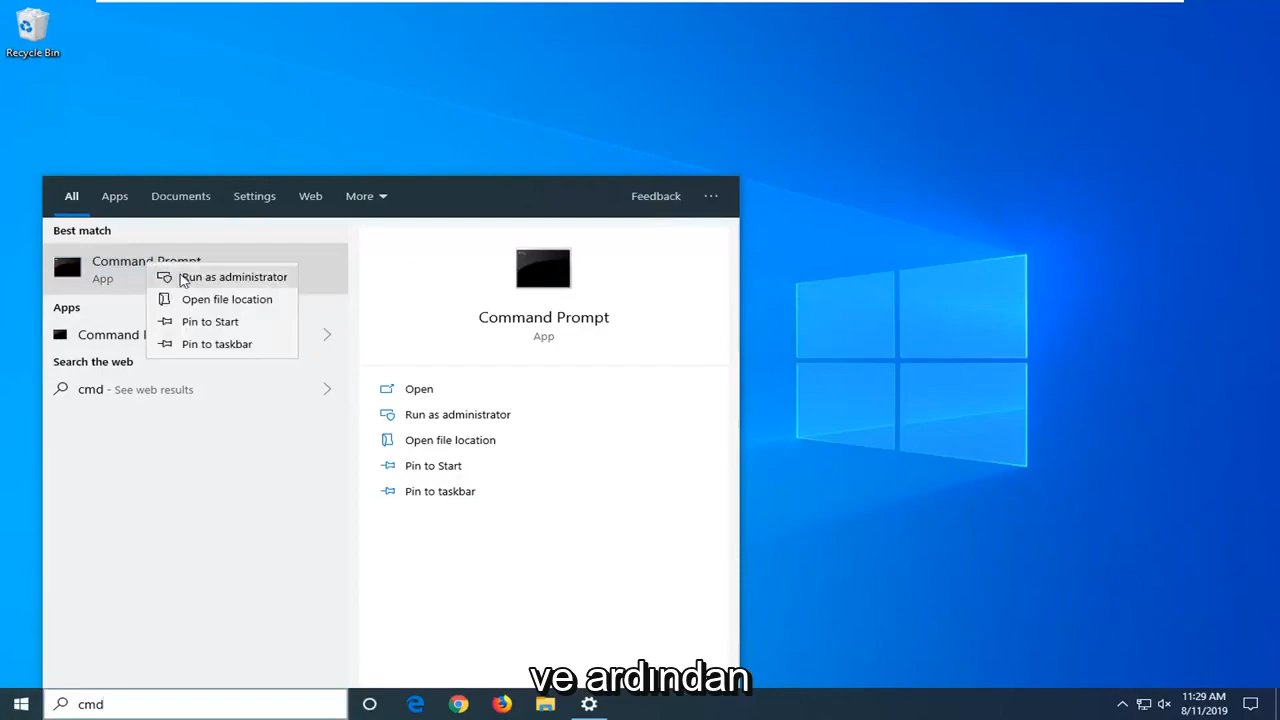 Recycle Bin
All Apps Documents Settings Web More Feedback ...
Best match
Command Prompt
App
Run as administrator
Open file location
Pin to Start
Pin to taskbar
Apps
Command
Search the web
cmd - See web results
Command Prompt
App
Open
Run as administrator
Open file location
Pin to Start
Pin to taskbar
ve ardından
cmd
11:29 AM
8/11/2019